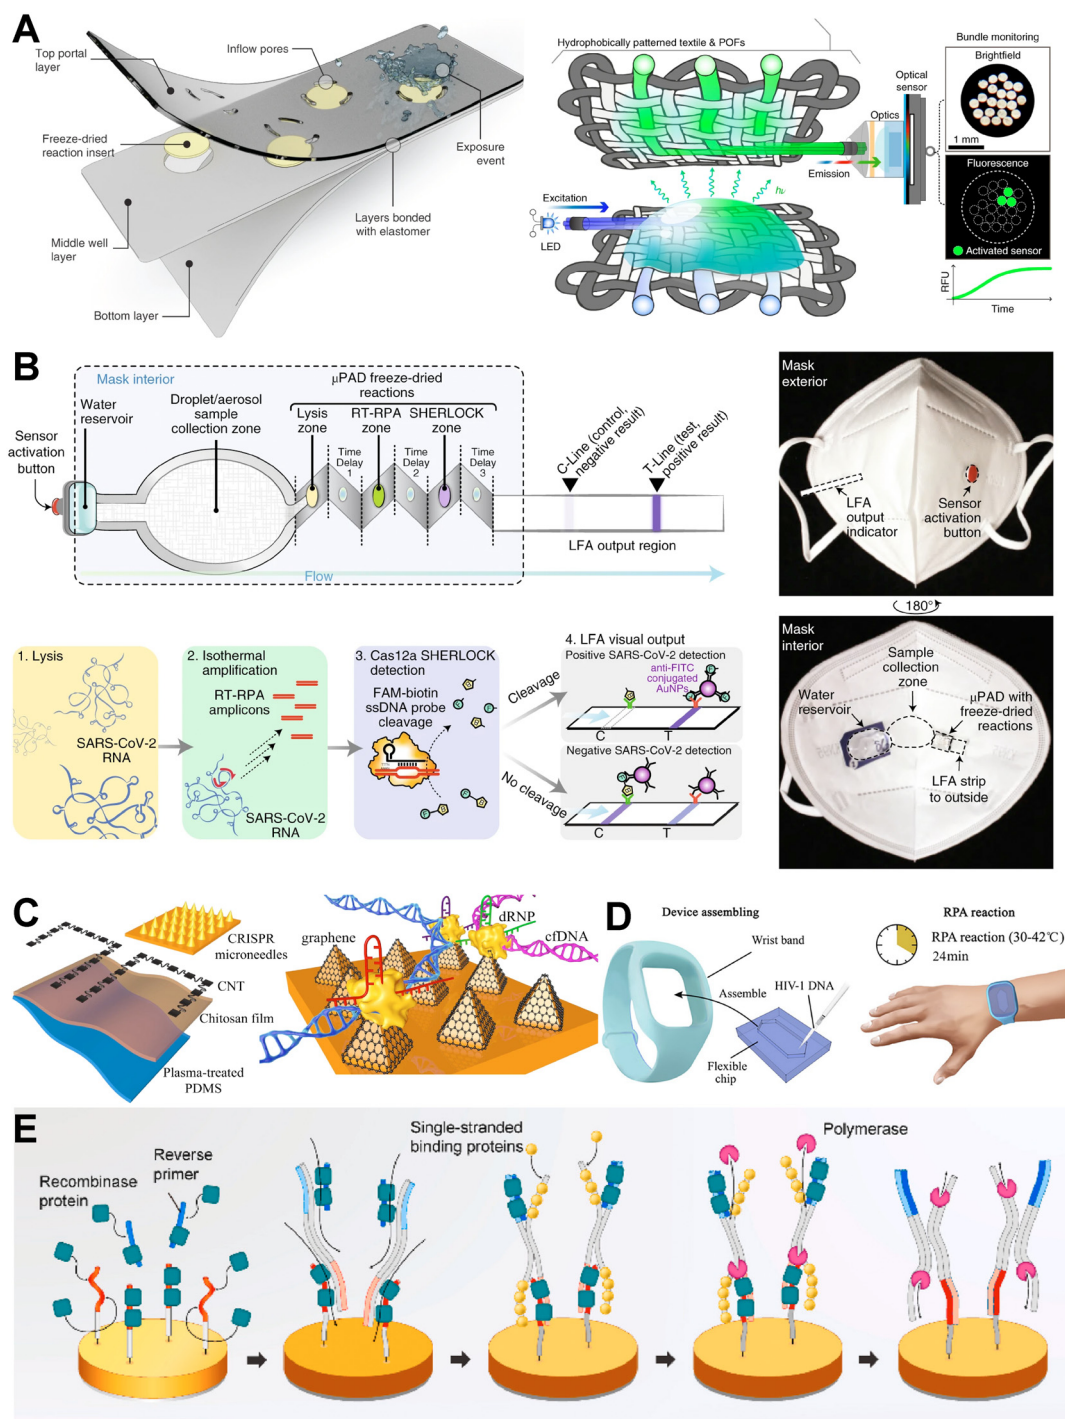 A
Top portal
layer
Inflow pores
Freeze-dried
reaction insert
Exposure
event
Layers bonded
with elastomer
Middle well
layer
Bottom layer
Hydrophobically patterned textile & POFs
Bundle monitoring
Brightfield
Optical
sensor
Optics
1 mm
Emission
Fluorescence
hν
Excitation
LED
Activated sensor
RFU
Time
B
Mask interior
μPAD freeze-dried
reactions
Water
reservoir
Droplet/aerosol
sample
collection zone
Lysis
zone
RT-RPA
zone
SHERLOCK
zone
Sensor
activation
button
Time
Delay
1
Time
Delay
2
Time
Delay
3
C-Line (control,
negative result)
T-Line (test,
positive result)
LFA output region
Flow
Mask
exterior
LFA
output
indicator
Sensor
activation
button
180°
1. Lysis
SARS-CoV-2
RNA
2. Isothermal
amplification
RT-RPA
amplicons
SARS-CoV-2
RNA
3. Cas12a SHERLOCK
detection
FAM-biotin
ssDNA probe
cleavage
Cleavage
No cleavage
4. LFA visual output
Positive SARS-CoV-2 detection
anti-FITC
conjugated
AuNPs
C
T
Negative SARS-CoV-2 detection
C
T
Mask
interior
Sample
collection
zone
Water
reservoir
μPAD with
freeze-dried
reactions
LFA strip
to outside
C
CRISPR
microneedles
CNT
Chitosan film
Plasma-treated
PDMS
graphene
dRNP
cfDNA
D
Device assembling
Wrist band
Assemble
HIV-1 DNA
Flexible
chip
RPA reaction
RPA reaction (30-42℃)
24min
E
Recombinase
protein
Reverse
primer
Single-stranded
binding proteins
Polymerase